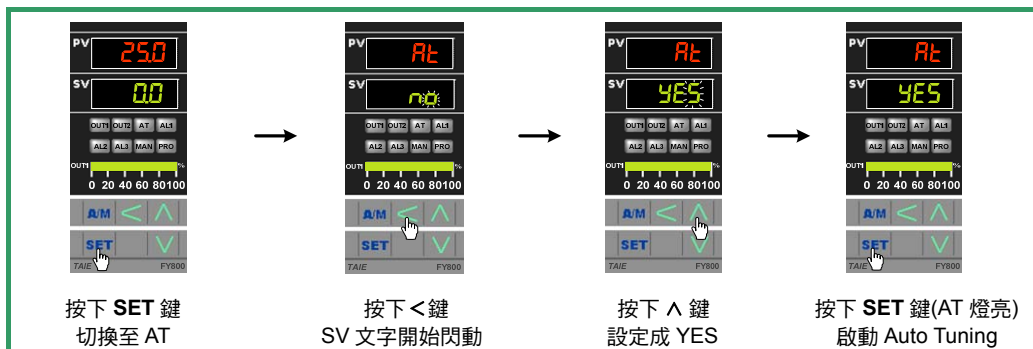 PV 25.0
SV 0.0
OUT1 OUT2 AT AL1
AL2 AL3 MAN PRO
OUT1 %
0 20 40 60 80100
A/M < ∧
SET ∨
TAIE FY800
按下 SET 鍵
切換至 AT
PV At
SV no
OUT1 OUT2 AT AL1
AL2 AL3 MAN PRO
OUT1 %
0 20 40 60 80100
A/M < ∧
SET ∨
TAIE FY800
按下 < 鍵
SV 文字開始閃動
PV At
SV YES
OUT1 OUT2 AT AL1
AL2 AL3 MAN PRO
OUT1 %
0 20 40 60 80100
A/M < ∧
SET ∨
TAIE FY800
按下 ∧ 鍵
設定成 YES
PV At
SV YES
OUT1 OUT2 AT AL1
AL2 AL3 MAN PRO
OUT1 %
0 20 40 60 80100
A/M < ∧
SET ∨
TAIE FY800
按下 SET 鍵(AT 燈亮)
啟動 Auto Tuning